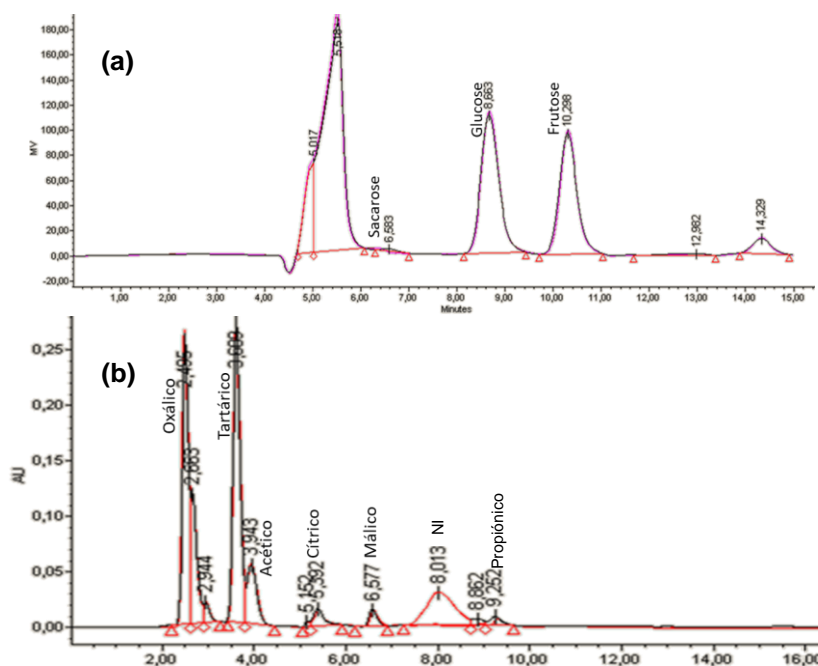 (a)
MV
180,00
160,00
140,00
120,00
100,00
80,00
60,00
40,00
20,00
0,00
20,00
5,017
5,518
Sacarose
6,583
Glucose
8,663
Frutose
10,298
12,982
14,329
1,00 2,00 3,00 4,00 5,00 6,00 7,00 8,00 9,00 10,00 11,00 12,00 13,00 14,00 15,00
Minutes
(b)
AU
0,25
0,20
0,15
0,10
0,05
0,00
Oxálico
2,495
2,663
2,944
Tartárico
3,609
3,943
Acético
5,152
Cítrico
5,392
Málico
6,577
NI
8,013
8,862
Propiónico
9,252
2,00 4,00 6,00 8,00 10,00 12,00 14,00 16,00